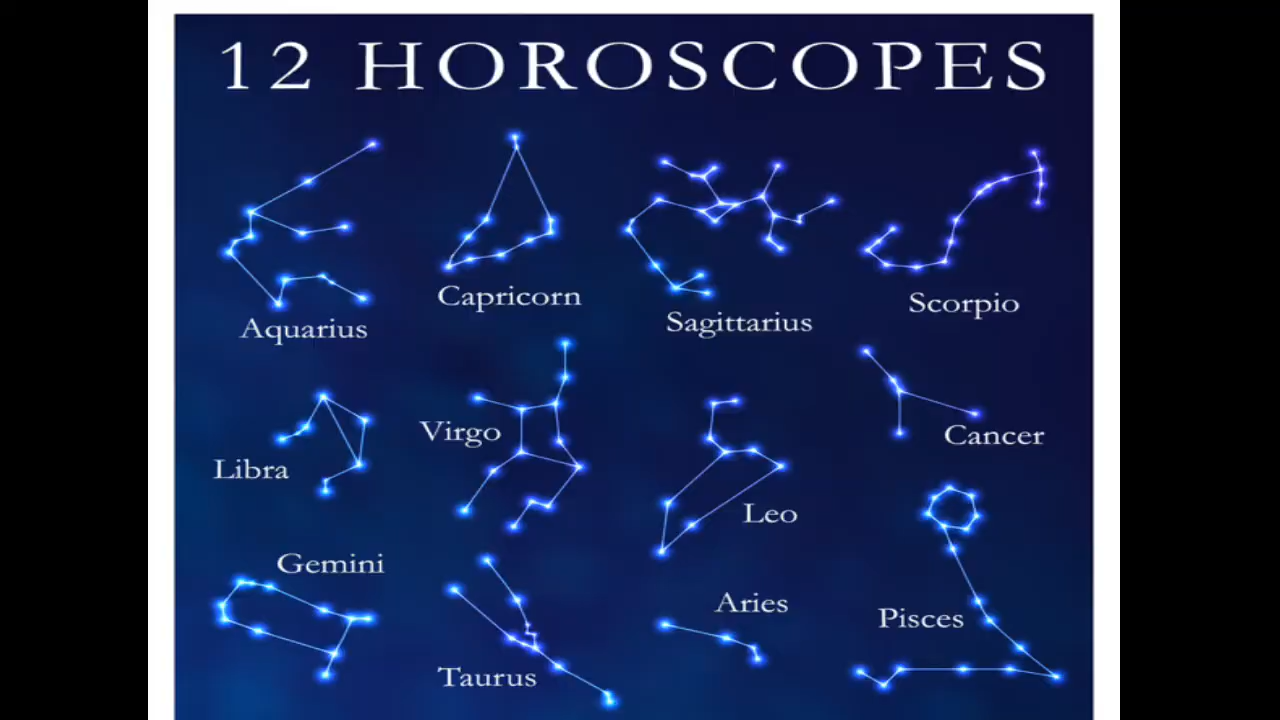 12 HOROSCOPES
Aquarius
Capricorn
Sagittarius
Scorpio
Libra
Virgo
Leo
Cancer
Gemini
Taurus
Aries
Pisces